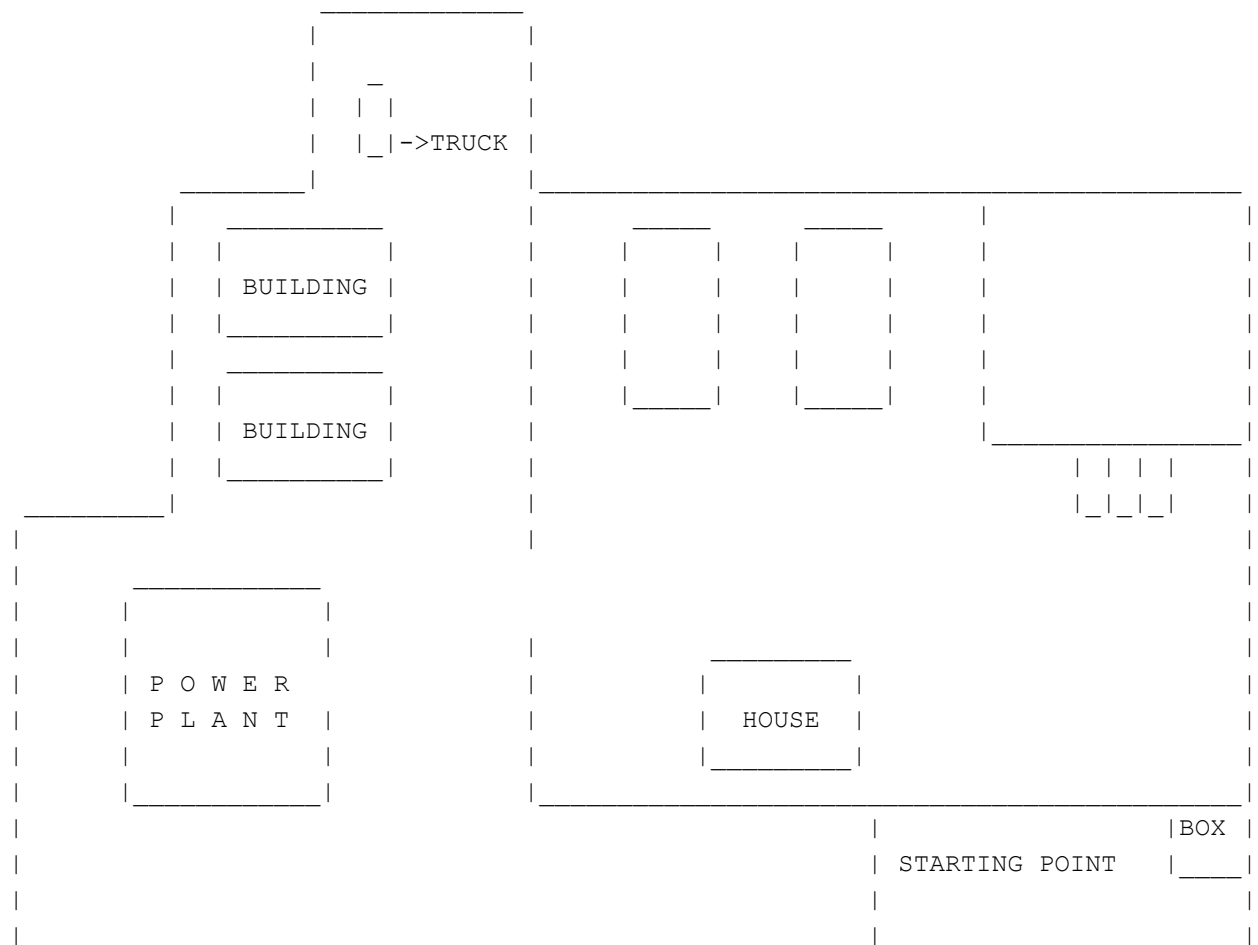 ->TRUCK
BUILDING
BUILDING
P O W E R
P L A N T
HOUSE
BOX
STARTING POINT